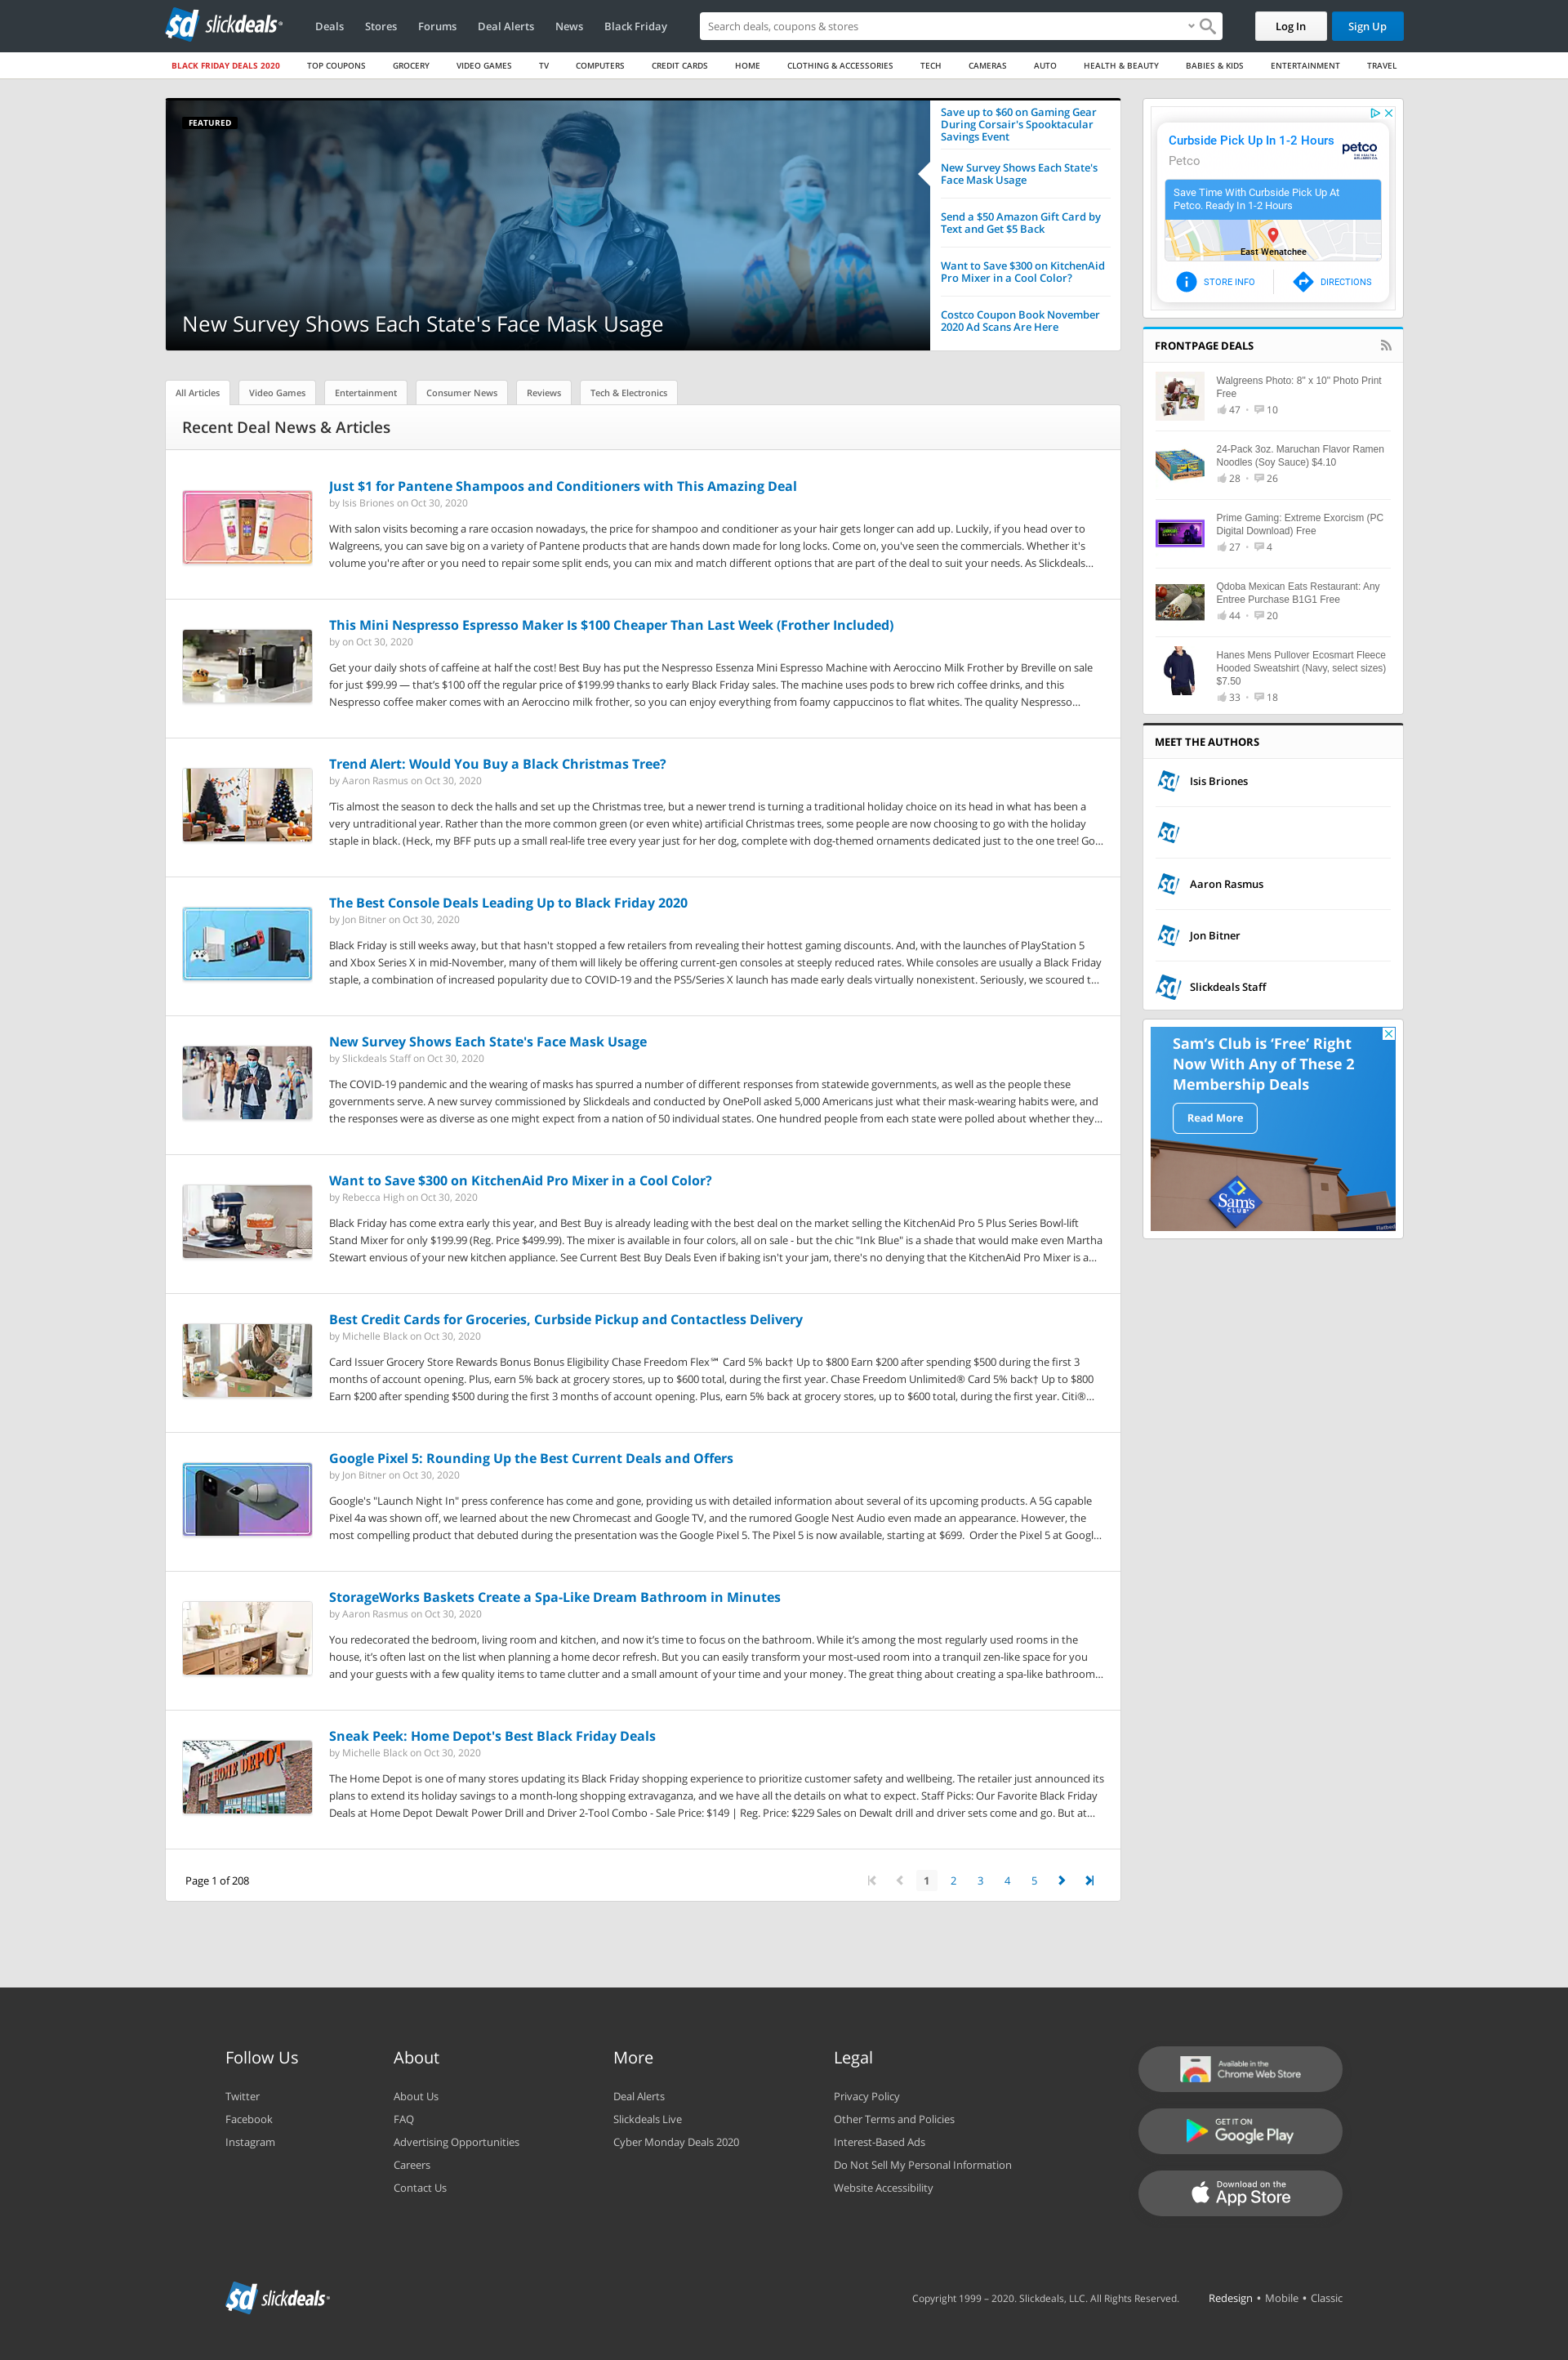 sd slickdeals
Deals Stores Forums Deal Alerts News Black Friday
Search deals, coupons & stores
Log In
Sign Up
BLACK FRIDAY DEALS 2020 TOP COUPONS GROCERY VIDEO GAMES TV COMPUTERS CREDIT CARDS HOME CLOTHING & ACCESSORIES TECH CAMERAS AUTO HEALTH & BEAUTY BABIES & KIDS ENTERTAINMENT TRAVEL
FEATURED
New Survey Shows Each State's Face Mask Usage
Save up to $60 on Gaming Gear
During Corsair's Spooktacular
Savings Event
New Survey Shows Each State's
Face Mask Usage
Send a $50 Amazon Gift Card by
Text and Get $5 Back
Want to Save $300 on KitchenAid
Pro Mixer in a Cool Color?
Costco Coupon Book November
2020 Ad Scans Are Here
All Articles Video Games Entertainment Consumer News Reviews Tech & Electronics
Recent Deal News & Articles
Just $1 for Pantene Shampoos and Conditioners with This Amazing Deal
by Isis Briones on Oct 30, 2020
With salon visits becoming a rare occasion nowadays, the price for shampoo and conditioner as your hair gets longer can add up. Luckily, if you head over to
Walgreens, you can save big on a variety of Pantene products that are hands down made for long locks. Come on, you've seen the commercials. Whether it's
volume you're after or you need to repair some split ends, you can mix and match different options that are part of the deal to suit your needs. As Slickdeals...
This Mini Nespresso Espresso Maker Is $100 Cheaper Than Last Week (Frother Included)
by on Oct 30, 2020
Get your daily shots of caffeine at half the cost! Best Buy has put the Nespresso Essenza Mini Espresso Machine with Aeroccino Milk Frother by Breville on sale
for just $99.99 — that's $100 off the regular price of $199.99 thanks to early Black Friday sales. The machine uses pods to brew rich coffee drinks, and this
Nespresso coffee maker comes with an Aeroccino milk frother, so you can enjoy everything from foamy cappuccinos to flat whites. The quality Nespresso...
Trend Alert: Would You Buy a Black Christmas Tree?
by Aaron Rasmus on Oct 30, 2020
'Tis almost the season to deck the halls and set up the Christmas tree, but a newer trend is turning a traditional holiday choice on its head in what has been a
very untraditional year. Rather than the more common green (or even white) artificial Christmas trees, some people are now choosing to go with the holiday
staple in black. (Heck, my BFF puts up a small real-life tree every year just for her dog, complete with dog-themed ornaments dedicated just to the one tree! Go...
The Best Console Deals Leading Up to Black Friday 2020
by Jon Bitner on Oct 30, 2020
Black Friday is still weeks away, but that hasn't stopped a few retailers from revealing their hottest gaming discounts. And, with the launches of PlayStation 5
and Xbox Series X in mid-November, many of them will likely be offering current-gen consoles at steeply reduced rates. While consoles are usually a Black Friday
staple, a combination of increased popularity due to COVID-19 and the PS5/Series X launch has made early deals virtually nonexistent. Seriously, we scoured t...
New Survey Shows Each State's Face Mask Usage
by Slickdeals Staff on Oct 30, 2020
The COVID-19 pandemic and the wearing of masks has spurred a number of different responses from statewide governments, as well as the people these
governments serve. A new survey commissioned by Slickdeals and conducted by OnePoll asked 5,000 Americans just what their mask-wearing habits were, and
the responses were as diverse as one might expect from a nation of 50 individual states. One hundred people from each state were polled about whether they...
Want to Save $300 on KitchenAid Pro Mixer in a Cool Color?
by Rebecca High on Oct 30, 2020
Black Friday has come extra early this year, and Best Buy is already leading with the best deal on the market selling the KitchenAid Pro 5 Plus Series Bowl-lift
Stand Mixer for only $199.99 (Reg. Price $499.99). The mixer is available in four colors, all on sale - but the chic "Ink Blue" is a shade that would make even Martha
Stewart envious of your new kitchen appliance. See Current Best Buy Deals Even if baking isn't your jam, there's no denying that the KitchenAid Pro Mixer is a...
Best Credit Cards for Groceries, Curbside Pickup and Contactless Delivery
by Michelle Black on Oct 30, 2020
Card Issuer Grocery Store Rewards Bonus Bonus Eligibility Chase Freedom Flex℠ Card 5% back† Up to $800 Earn $200 after spending $500 during the first 3
months of account opening. Plus, earn 5% back at grocery stores, up to $600 total, during the first year. Chase Freedom Unlimited® Card 5% back† Up to $800
Earn $200 after spending $500 during the first 3 months of account opening. Plus, earn 5% back at grocery stores, up to $600 total, during the first year. Citi®...
Google Pixel 5: Rounding Up the Best Current Deals and Offers
by Jon Bitner on Oct 30, 2020
Google's "Launch Night In" press conference has come and gone, providing us with detailed information about several of its upcoming products. A 5G capable
Pixel 4a was shown off, we learned about the new Chromecast and Google TV, and the rumored Google Nest Audio even made an appearance. However, the
most compelling product that debuted during the presentation was the Google Pixel 5. The Pixel 5 is now available, starting at $699. Order the Pixel 5 at Googl...
StorageWorks Baskets Create a Spa-Like Dream Bathroom in Minutes
by Aaron Rasmus on Oct 30, 2020
You redecorated the bedroom, living room and kitchen, and now it's time to focus on the bathroom. While it's among the most regularly used rooms in the
house, it's often last on the list when planning a home decor refresh. But you can easily transform your most-used room into a tranquil zen-like space for you
and your guests with a few quality items to tame clutter and a small amount of your time and your money. The great thing about creating a spa-like bathroom...
THE HOME DEPOT
Sneak Peek: Home Depot's Best Black Friday Deals
by Michelle Black on Oct 30, 2020
The Home Depot is one of many stores updating its Black Friday shopping experience to prioritize customer safety and wellbeing. The retailer just announced its
plans to extend its holiday savings to a month-long shopping extravaganza, and we have all the details on what to expect. Staff Picks: Our Favorite Black Friday
Deals at Home Depot Dewalt Power Drill and Driver 2-Tool Combo - Sale Price: $149 | Reg. Price: $229 Sales on Dewalt drill and driver sets come and go. But at...
Page 1 of 208
1 2 3 4 5
Curbside Pick Up In 1-2 Hours
Petco
petco
Save Time With Curbside Pick Up At
Petco. Ready In 1-2 Hours
East Wenatchee
STORE INFO
DIRECTIONS
FRONTPAGE DEALS
Walgreens Photo: 8" x 10" Photo Print
Free
47 • 10
24-Pack 3oz. Maruchan Flavor Ramen
Noodles (Soy Sauce) $4.10
28 • 26
Prime Gaming: Extreme Exorcism (PC
Digital Download) Free
27 • 4
Qdoba Mexican Eats Restaurant: Any
Entree Purchase B1G1 Free
44 • 20
Hanes Mens Pullover Ecosmart Fleece
Hooded Sweatshirt (Navy, select sizes)
$7.50
33 • 18
MEET THE AUTHORS
sd Isis Briones
sd
sd Aaron Rasmus
sd Jon Bitner
sd Slickdeals Staff
Sam's Club is 'Free' Right
Now With Any of These 2
Membership Deals
Read More
Sam's
CLUB
Follow Us
Twitter
Facebook
Instagram
About
About Us
FAQ
Advertising Opportunities
Careers
Contact Us
More
Deal Alerts
Slickdeals Live
Cyber Monday Deals 2020
Legal
Privacy Policy
Other Terms and Policies
Interest-Based Ads
Do Not Sell My Personal Information
Website Accessibility
Available in the
Chrome Web Store
GET IT ON
Google Play
Download on the
App Store
sd slickdeals
Copyright 1999 – 2020. Slickdeals, LLC. All Rights Reserved.
Redesign • Mobile • Classic